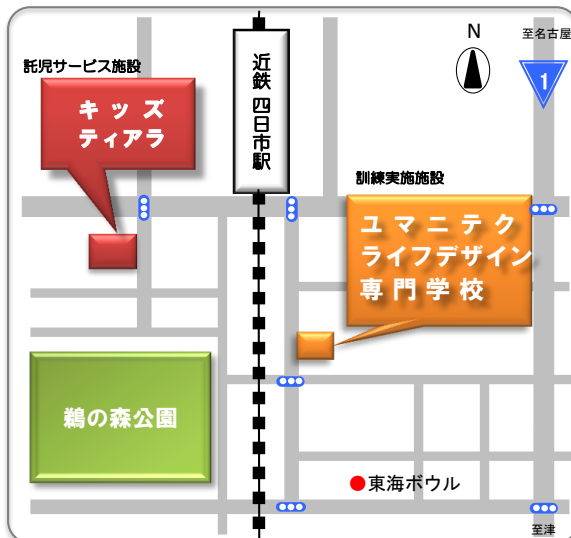 N
至名古屋
1
託児サービス施設
キッズ
ティアラ
近鉄 四日市駅
訓練実施施設
ユマニテク
ライフデザイン
専門学校
鵜の森公園
東海ボウル
至津